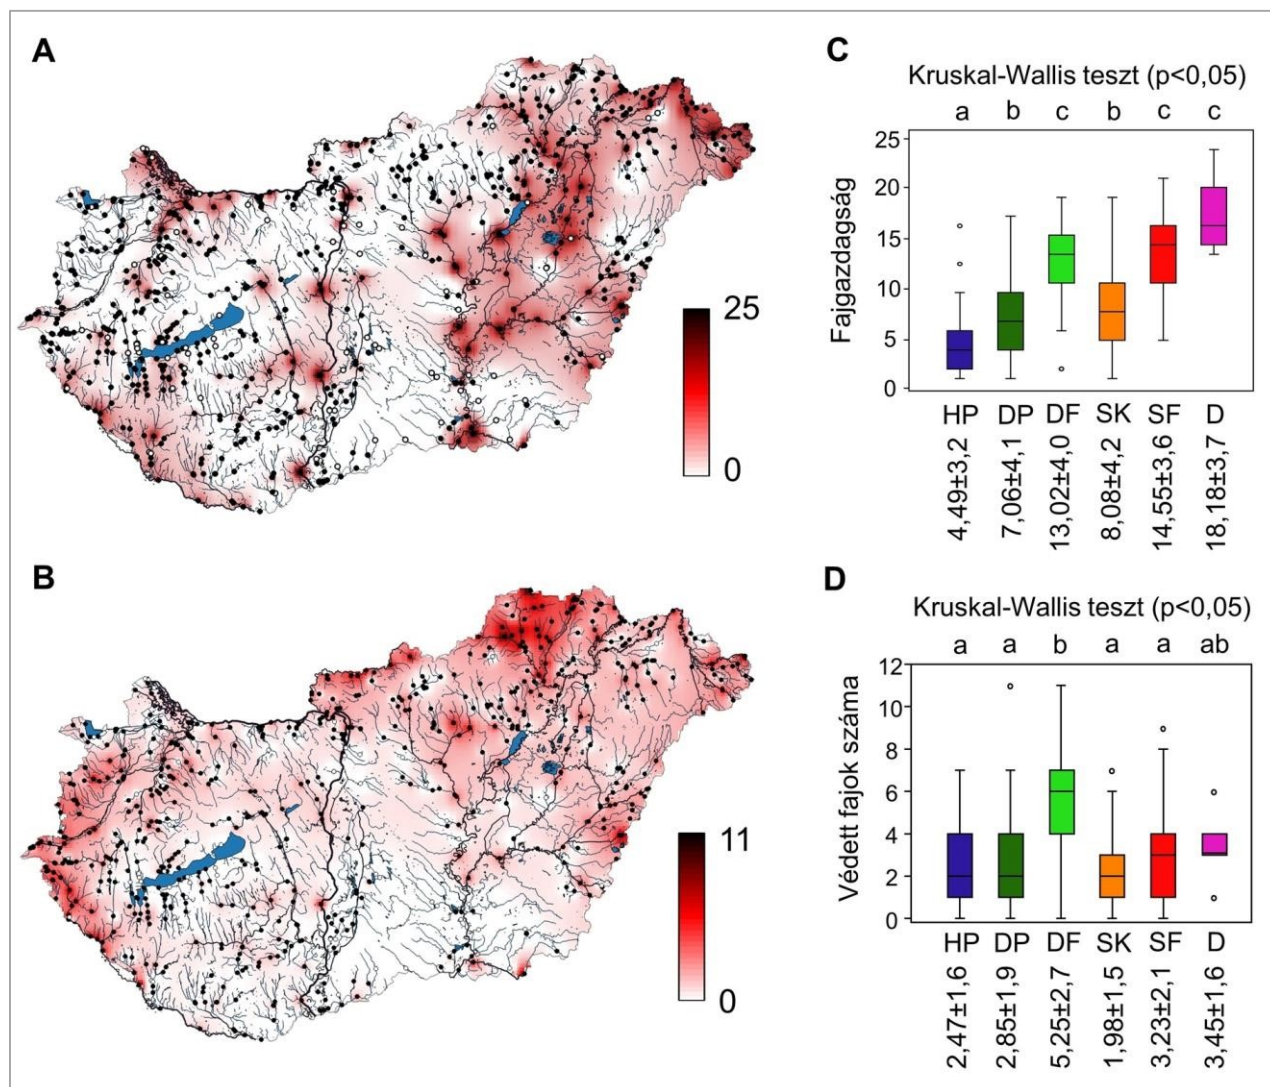 A
25
0
B
11
0
C
Kruskal-Wallis teszt (p<0,05)
a b c b c c
Fajgazdagság
25
20
15
10
5
0
HP DP DF SK SF D
4,49±3,2 7,06±4,1 13,02±4,0 8,08±4,2 14,55±3,6 18,18±3,7
D
Kruskal-Wallis teszt (p<0,05)
a a b a a ab
Védett fajok száma
12
10
8
6
4
2
0
HP DP DF SK SF D
2,47±1,6 2,85±1,9 5,25±2,7 1,98±1,5 3,23±2,1 3,45±1,6